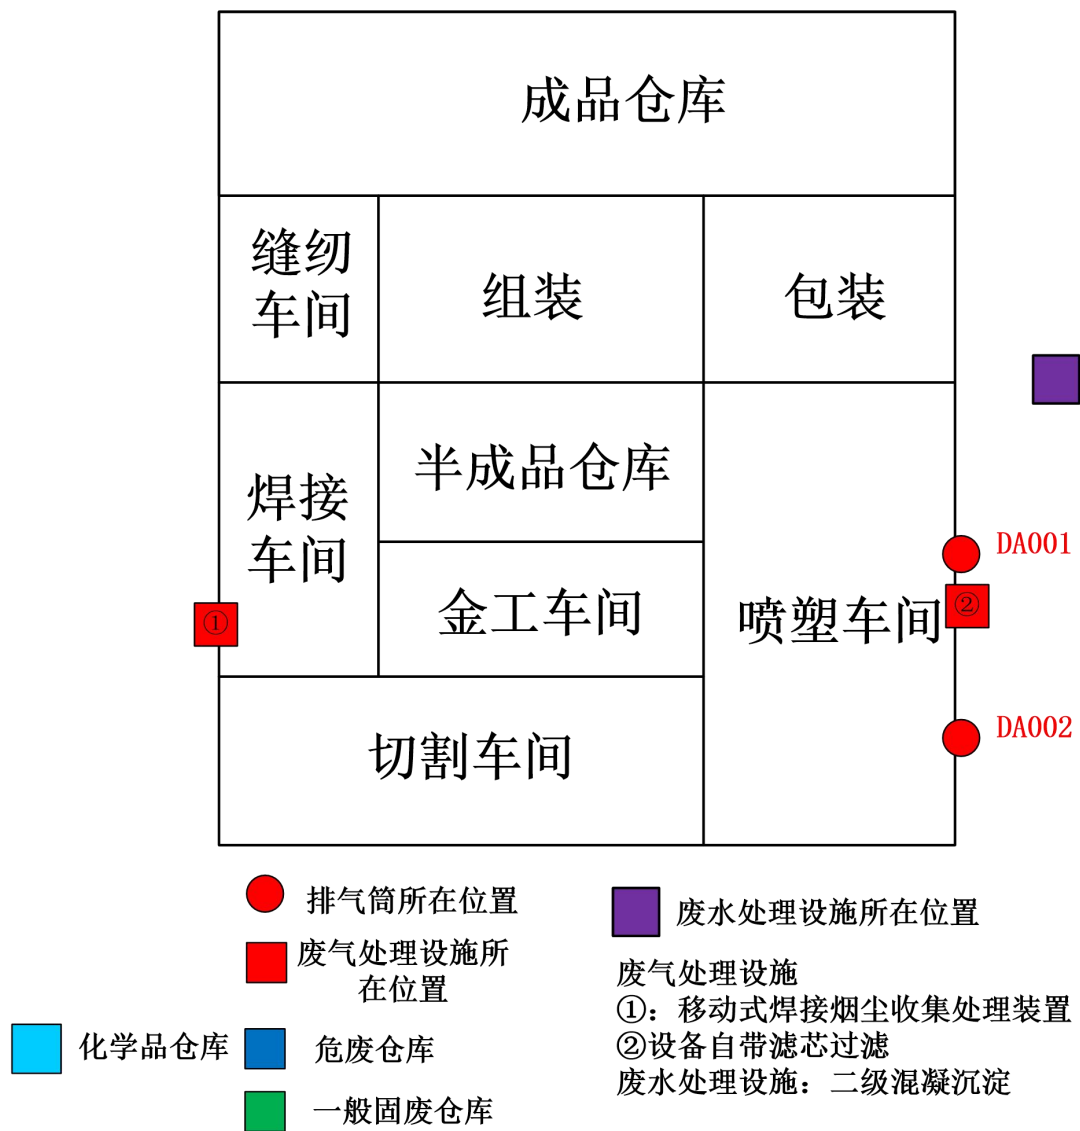 成品仓库
缝纫
车间
组装
包装
焊接
车间
半成品仓库
金工车间
喷塑车间
①
②
DA001
DA002
切割车间
排气筒所在位置
废气处理设施所
在位置
化学品仓库
危废仓库
一般固废仓库
废水处理设施所在位置
废气处理设施
①：移动式焊接烟尘收集处理装置
②设备自带滤芯过滤
废水处理设施：二级混凝沉淀